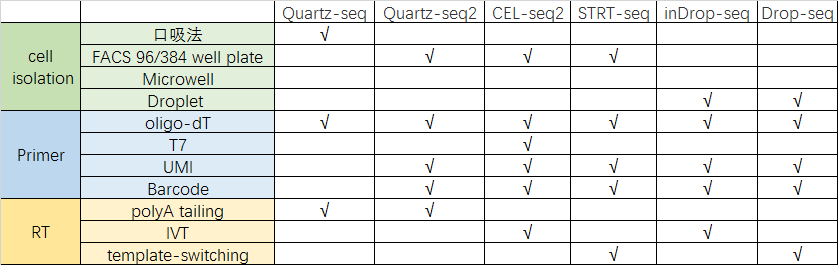 Quartz-seq Quartz-seq2 CEL-seq2 STRT-seq inDrop-seq Drop-seq
cell isolation
口吸法 √
FACS 96/384 well plate √ √ √
Microwell
Droplet √ √
Primer
oligo-dT √ √ √ √ √ √
T7 √
UMI √ √ √ √ √
Barcode √ √ √ √ √
RT
polyA tailing √ √
IVT √ √
template-switching √ √